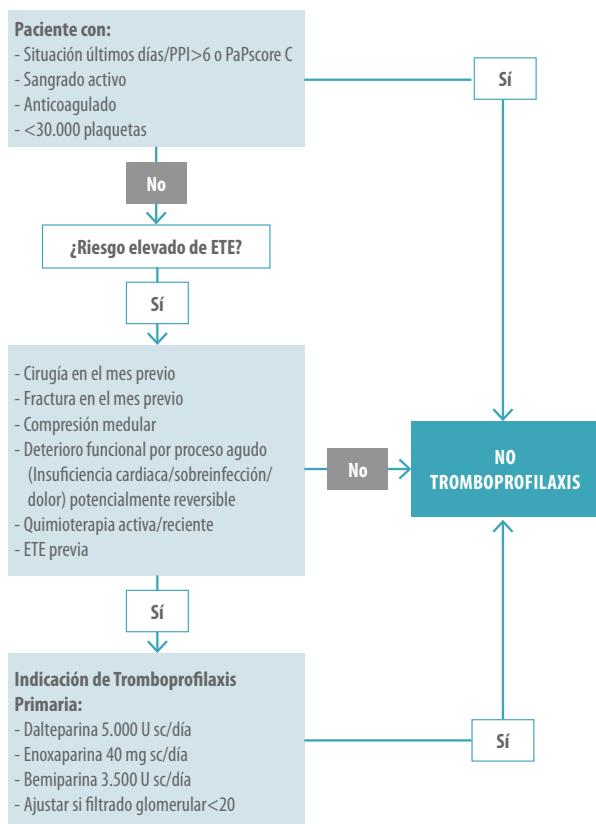 Paciente con:
- Situación últimos días/PPI>6 o PaPscore C
- Sangrado activo
- Anticoagulado
- <30.000 plaquetas
Sí
No
¿Riesgo elevado de ETE?
Sí
- Cirugía en el mes previo
- Fractura en el mes previo
- Compresión medular
- Deterioro funcional por proceso agudo
(Insuficiencia cardiaca/sobreinfección/
dolor) potencialmente reversible
- Quimioterapia activa/reciente
- ETE previa
No
NO
TROMBOPROFILAXIS
Sí
Indicación de Tromboprofilaxis
Primaria:
- Dalteparina 5.000 U sc/día
- Enoxaparina 40 mg sc/día
- Bemiparina 3.500 U sc/día
- Ajustar si filtrado glomerular<20
Sí